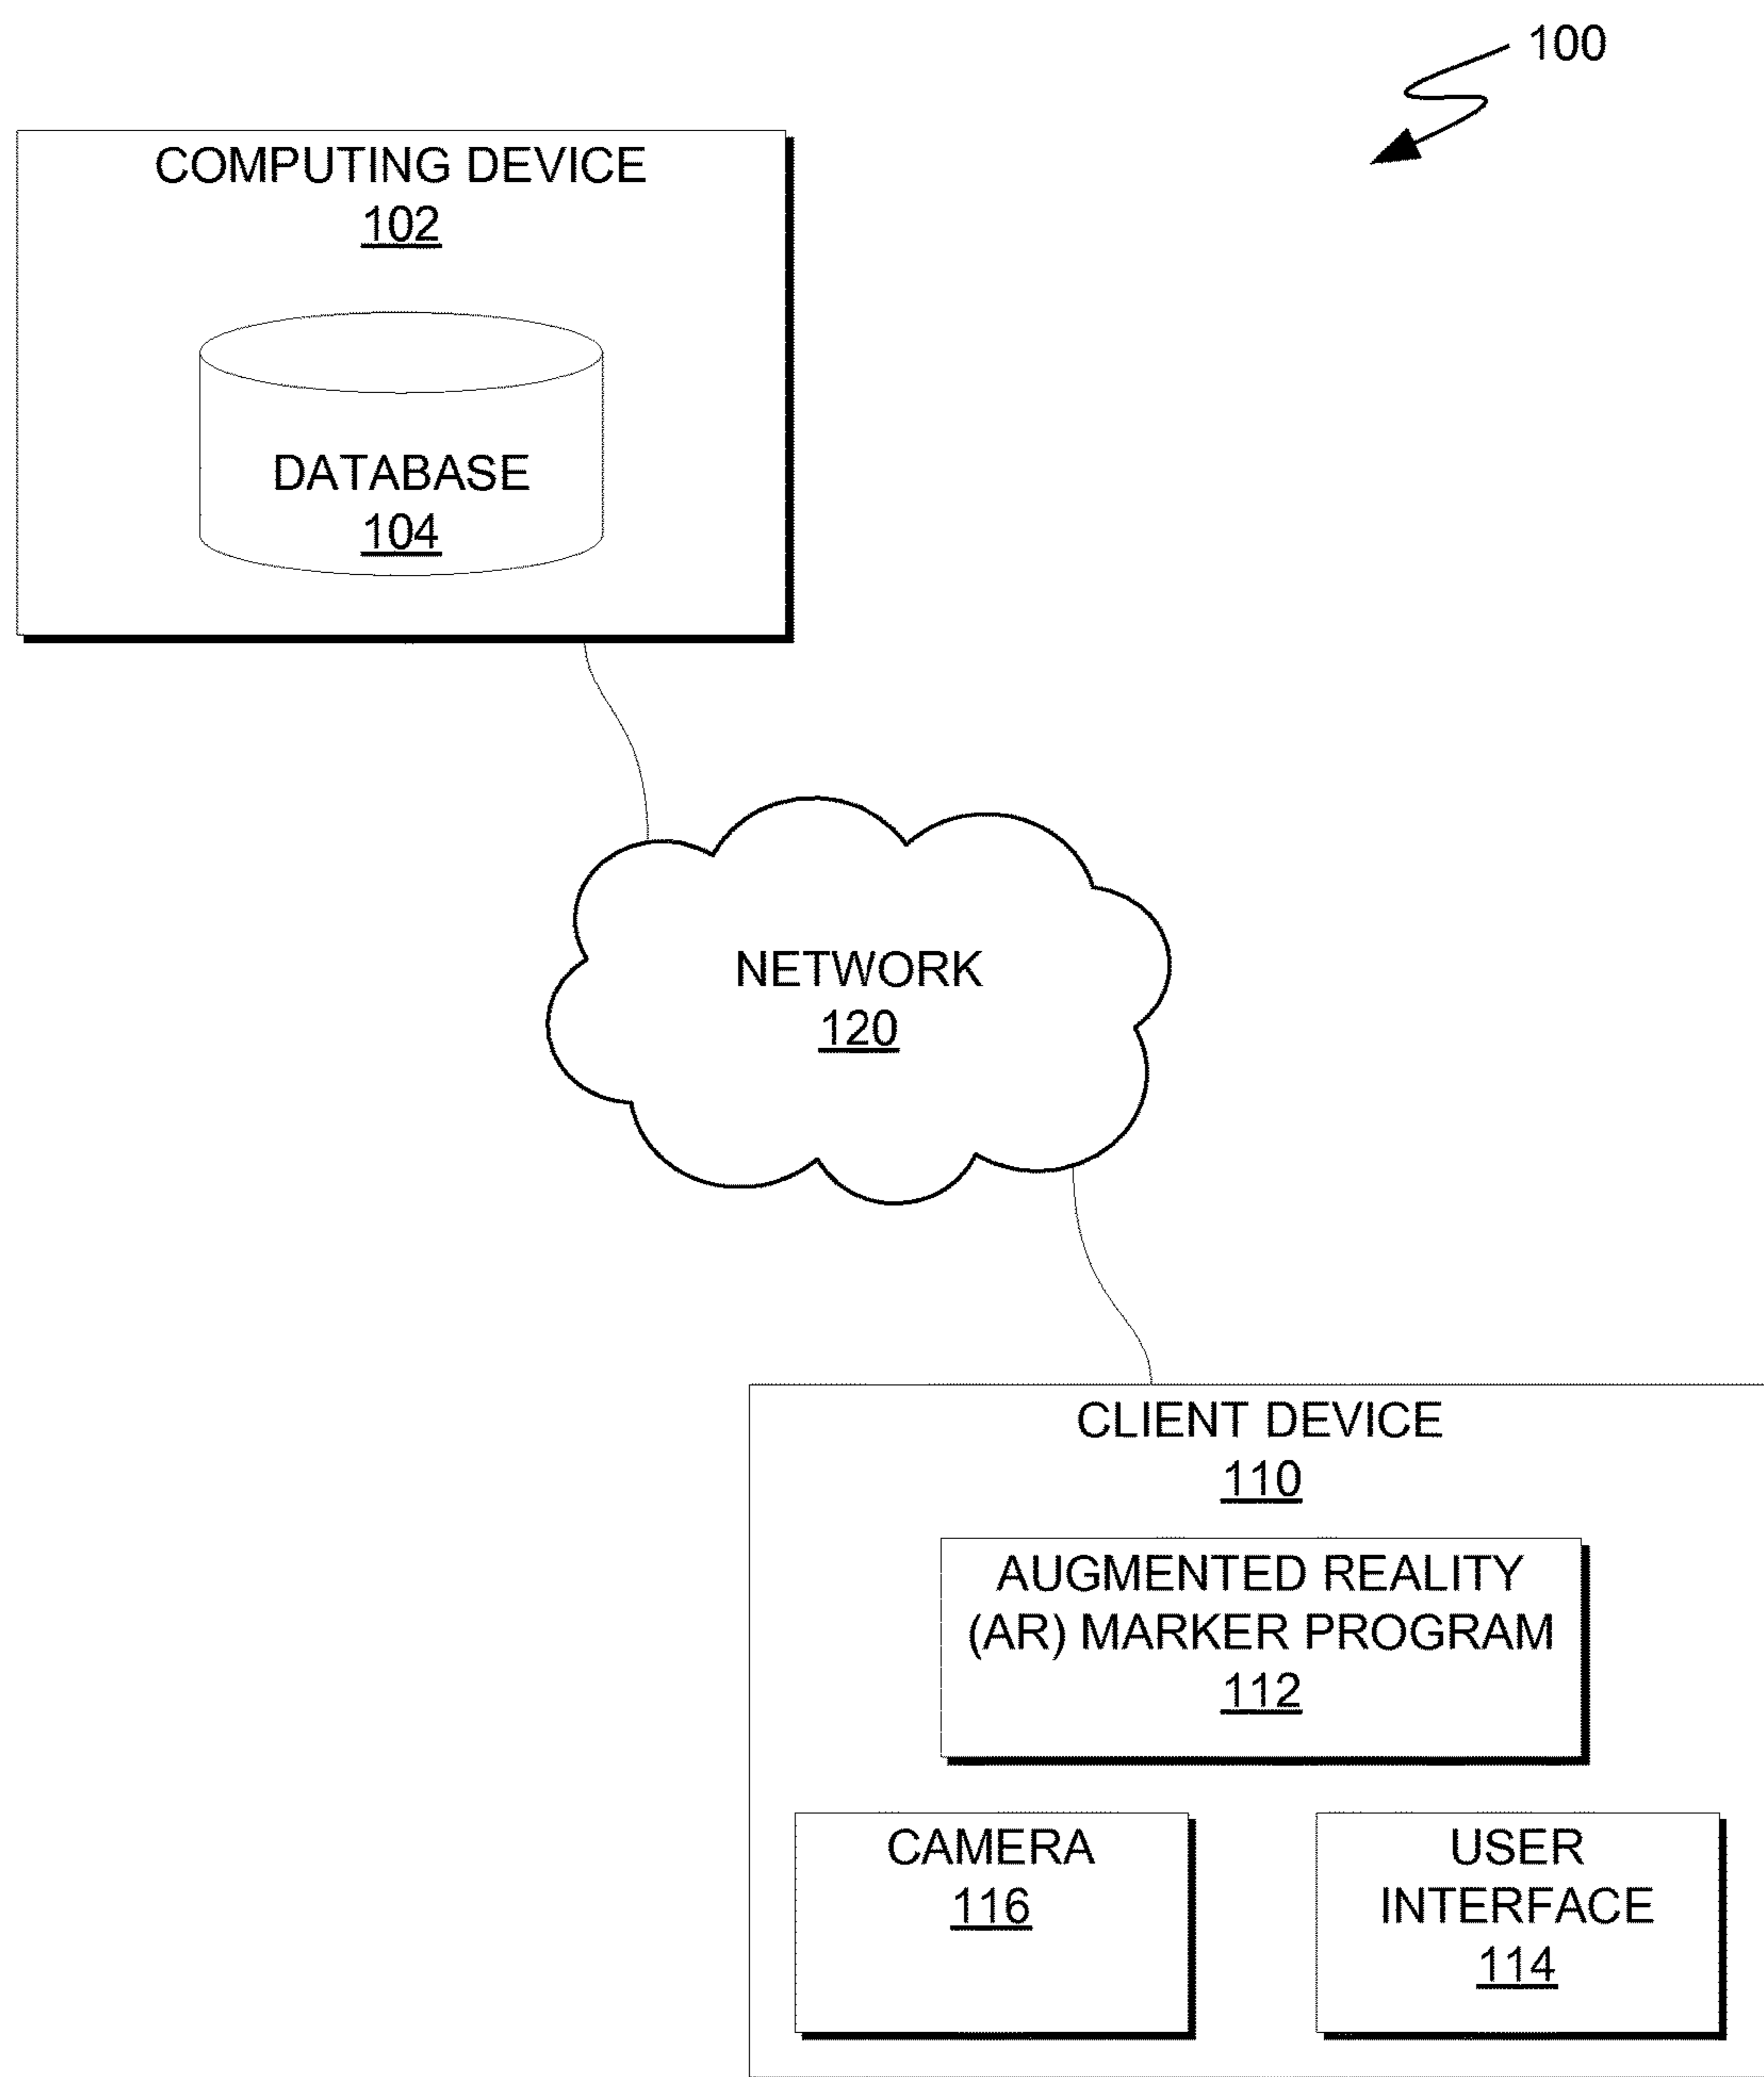 100
COMPUTING DEVICE
102
DATABASE
104
NETWORK
120
CLIENT DEVICE
110
AUGMENTED REALITY
(AR) MARKER PROGRAM
112
CAMERA
116
USER
INTERFACE
114